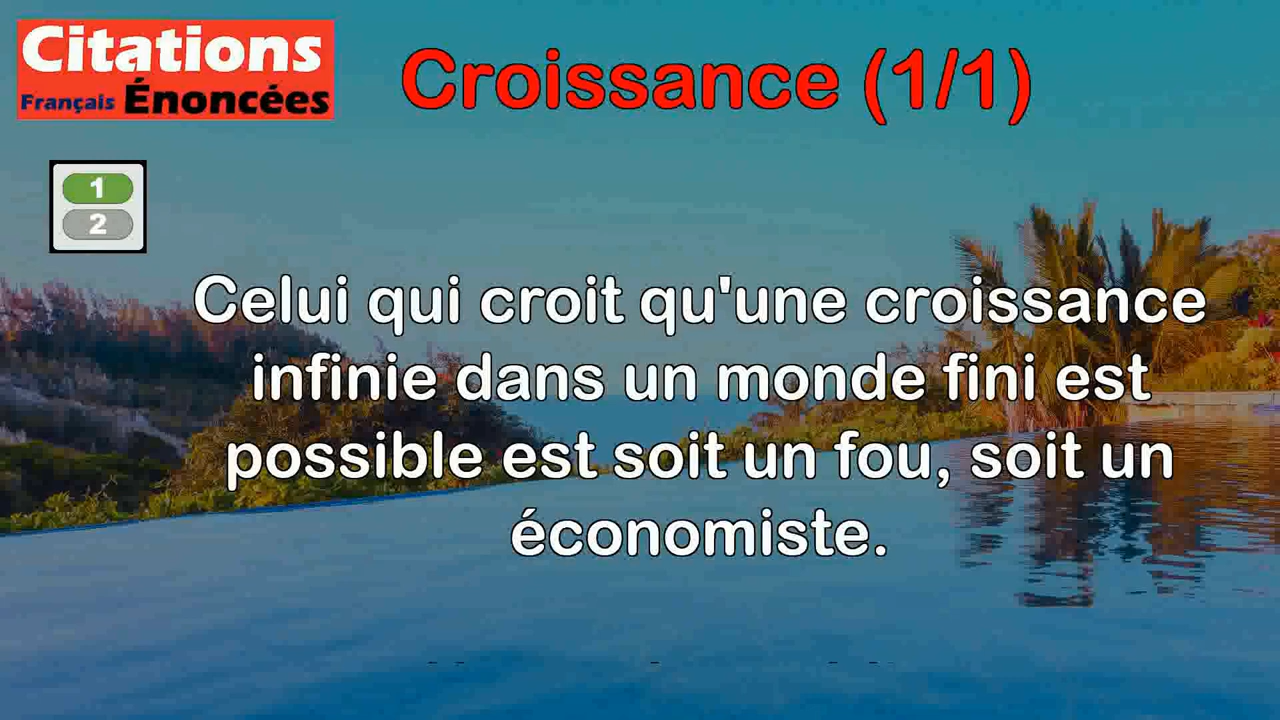 Citations
Français Énoncées
Croissance (1/1)
1
2
Celui qui croit qu'une croissance
infinie dans un monde fini est
possible est soit un fou, soit un
économiste.